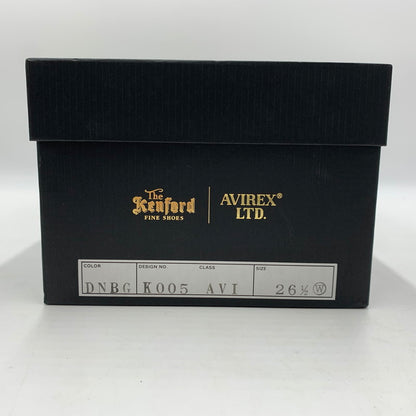 The
Kenford
FINE SHOES
AVIREX®
LTD.
COLOR DESIGN NO. CLASS SIZE
DNBG K005 AVI 26½ W